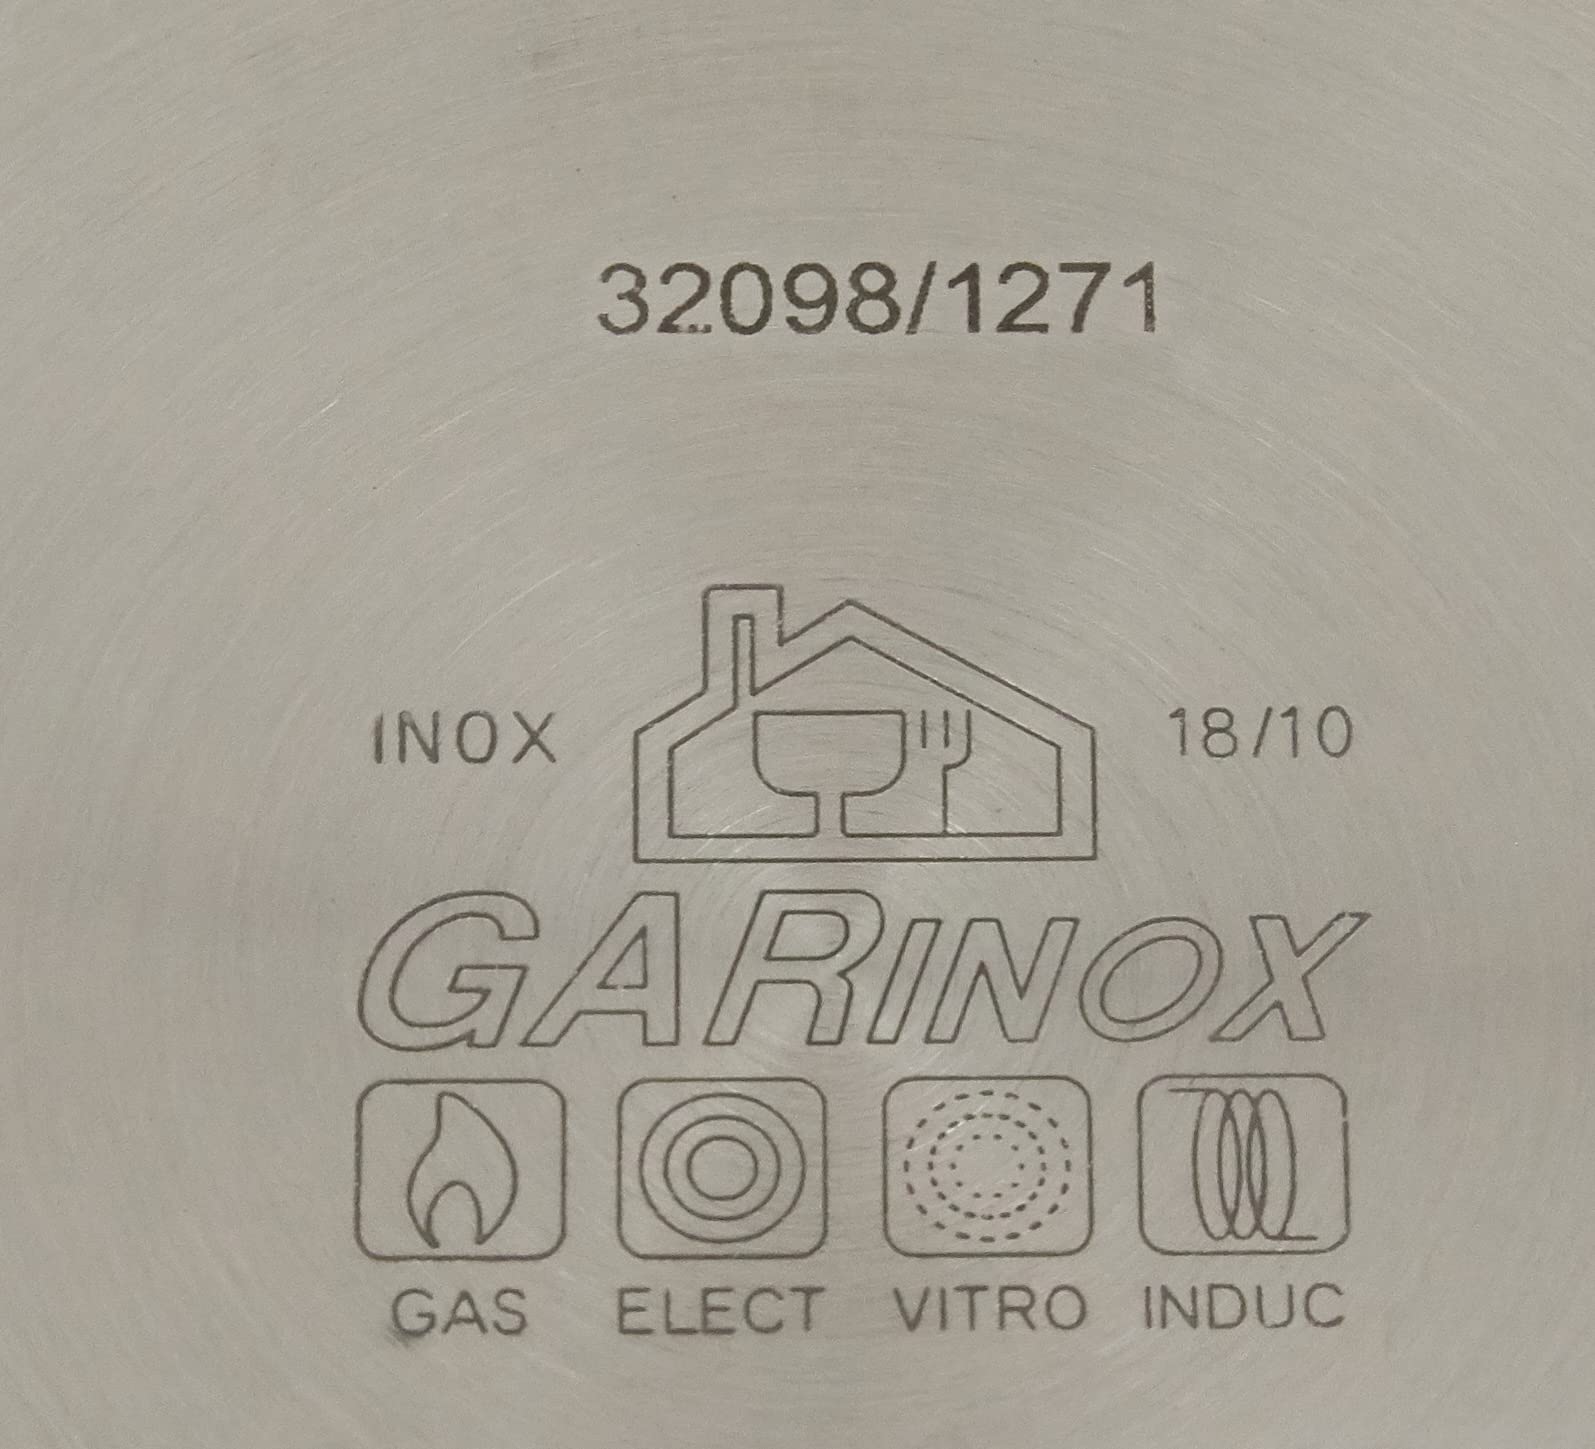 32098/1271
INOX 18/10
GARINOX
GAS ELECT VITRO INDUC